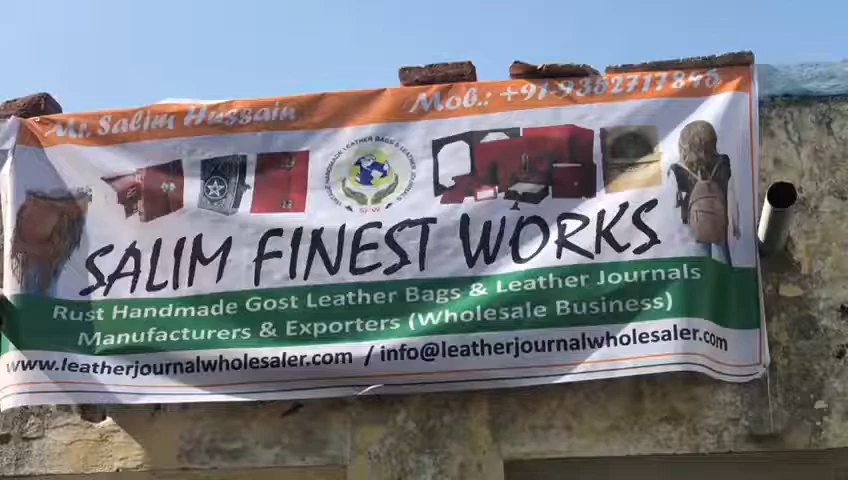 Mr. Salim Hussain
Mob.: +91-9352717845
SALIM FINEST WORKS
Rust Handmade Gost Leather Bags & Leather Journals
Manufacturers & Exporters (Wholesale Business)
www.leatherjournalwholesaler.com / info@leatherjournalwholesaler.com